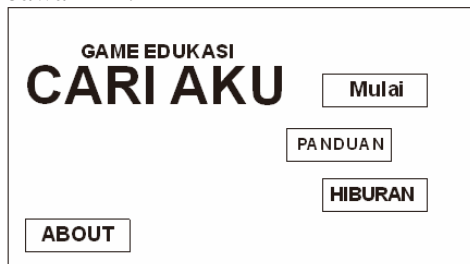 GAME EDUKASI
CARI AKU
Mulai
PANDUAN
HIBURAN
ABOUT